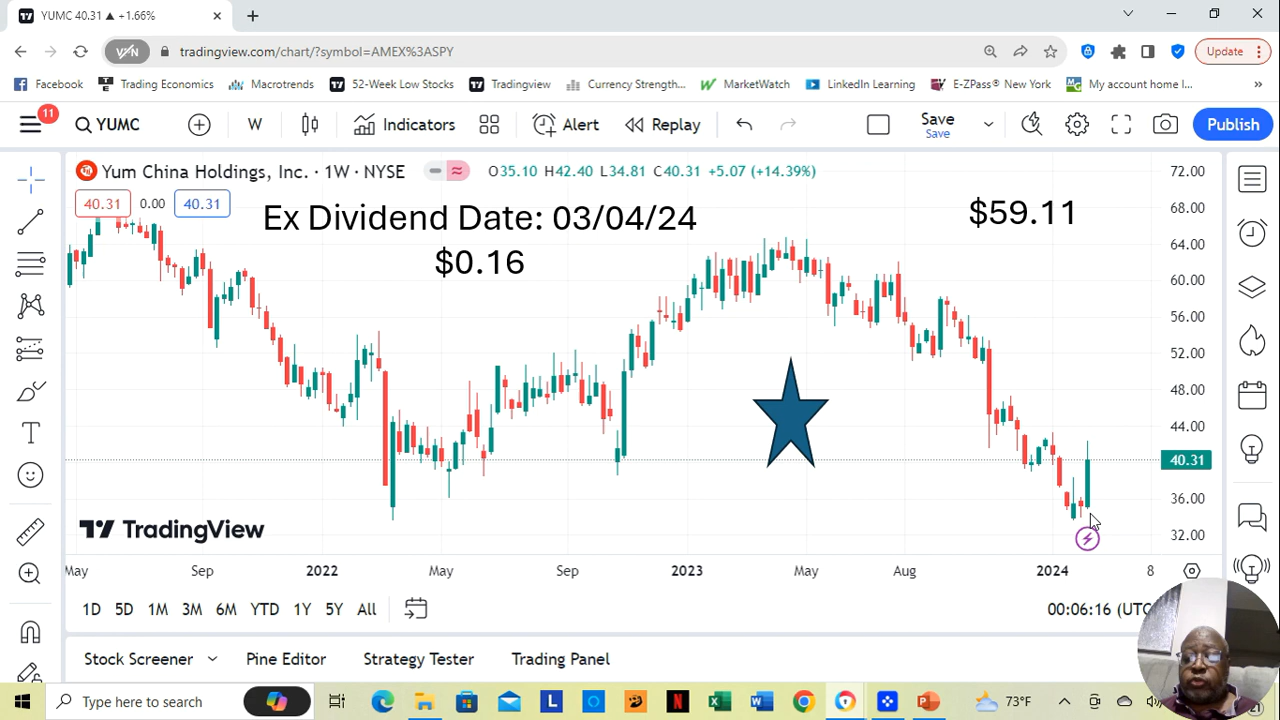 YUMC 40.31 ▲ +1.66%
VPN
tradingview.com/chart/?symbol=AMEX%3ASPY
Update
Facebook
Trading Economics
Macrotrends
52-Week Low Stocks
Tradingview
Currency Strength...
MarketWatch
LinkedIn Learning
E-ZPass® New York
My account home I...
»
11
YUMC
W
Indicators
Alert
Replay
Save
Save
Publish
Yum China Holdings, Inc. · 1W · NYSE
O35.10 H42.40 L34.81 C40.31 +5.07 (+14.39%)
40.31 0.00 40.31
Ex Dividend Date: 03/04/24
$0.16
$59.11
72.00
68.00
64.00
60.00
56.00
52.00
48.00
44.00
40.31
36.00
32.00
TradingView
May Sep 2022 May Sep 2023 May Aug 2024 8
1D 5D 1M 3M 6M YTD 1Y 5Y All
00:06:16 (UTC
Stock Screener
Pine Editor
Strategy Tester
Trading Panel
Type here to search
73°F